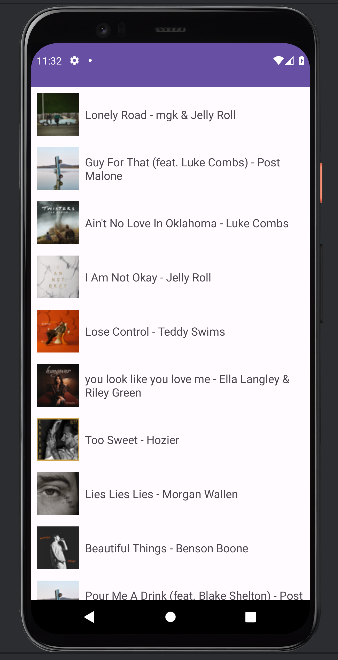 11:32
Lonely Road - mgk & Jelly Roll
Guy For That (feat. Luke Combs) - Post
Malone
TWISTERS
Ain't No Love In Oklahoma - Luke Combs
I Am Not Okay - Jelly Roll
Lose Control - Teddy Swims
hungover
you look like you love me - Ella Langley &
Riley Green
Too Sweet - Hozier
Lies Lies Lies - Morgan Wallen
Beautiful Things - Benson Boone
Pour Me A Drink (feat. Blake Shelton) - Post